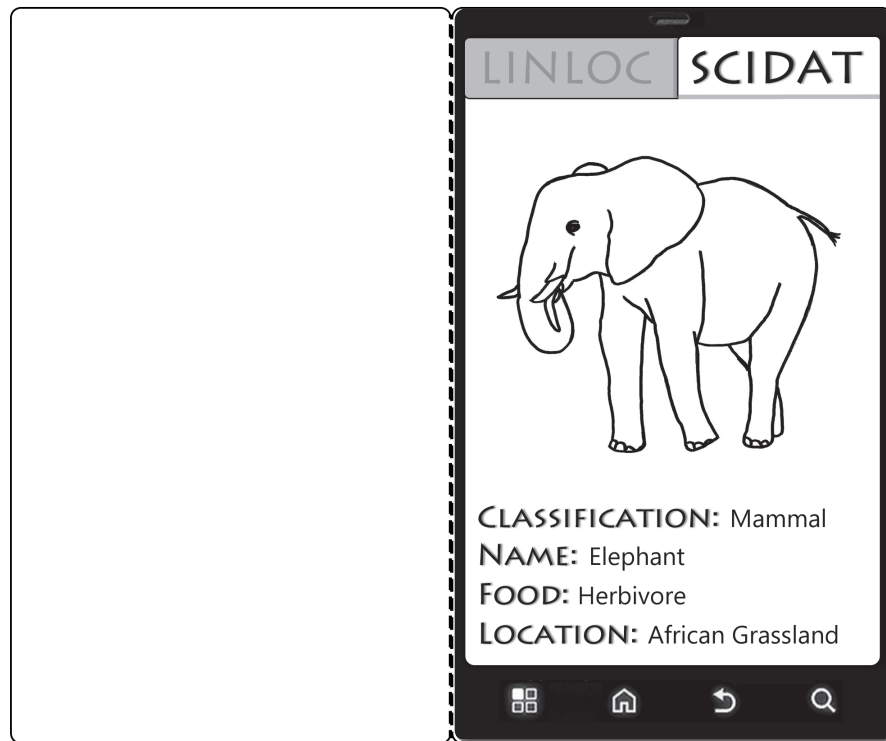 LINLOC SCIDAT
CLASSIFICATION: Mammal
NAME: Elephant
FOOD: Herbivore
LOCATION: African Grassland